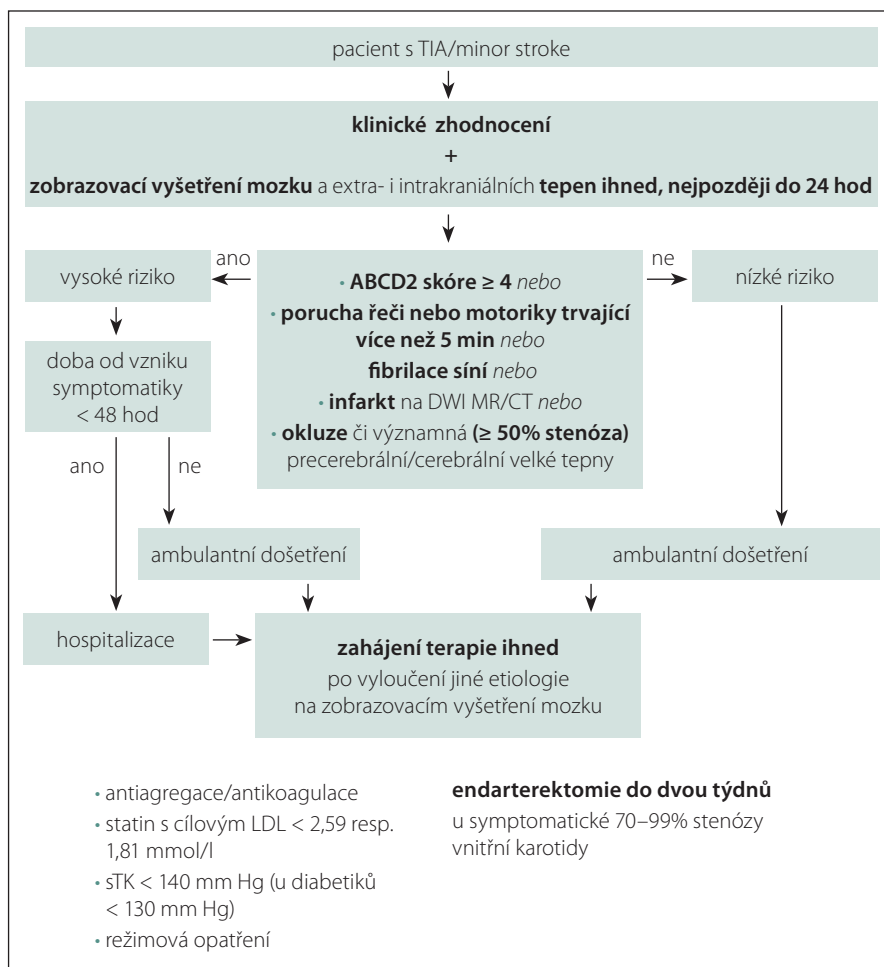 pacient s TIA/minor stroke
klinické zhodnocení
+
zobrazovací vyšetření mozku a extra- i intrakraniálních tepen ihned, nejpozději do 24 hod
ano
ne
vysoké riziko
• ABCD2 skóre ≥ 4 nebo
• porucha řeči nebo motoriky trvající
více než 5 min nebo
fibrilace síní nebo
• infarkt na DWI MR/CT nebo
• okluze či významná (≥ 50% stenóza)
precerebrální/cerebrální velké tepny
nízké riziko
doba od vzniku
symptomatiky
< 48 hod
ano
ne
ambulantní došetření
ambulantní došetření
hospitalizace
zahájení terapie ihned
po vyloučení jiné etiologie
na zobrazovacím vyšetření mozku
• antiagregace/antikoagulace
• statin s cílovým LDL < 2,59 resp.
1,81 mmol/l
• sTK < 140 mm Hg (u diabetiků
< 130 mm Hg)
• režimová opatření
endarterektomie do dvou týdnů
u symptomatické 70–99% stenózy
vnitřní karotidy